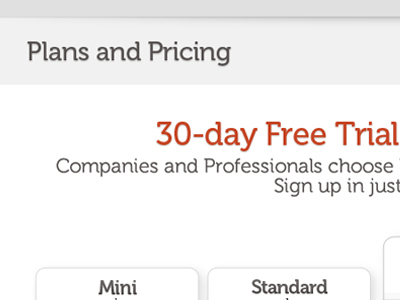 Plans and Pricing
30-day Free Trial
Companies and Professionals choose
Sign up in just
Mini
Standard